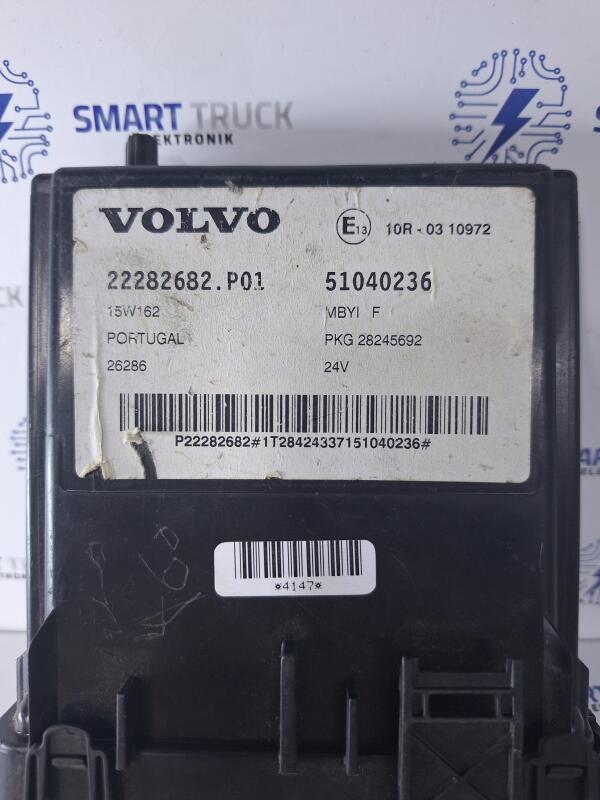 SMART TRUCK
ELEKTRONIK
VOLVO
E13 10R - 03 10972
22282682.P01 51040236
15W162 MBYI F
PORTUGAL PKG 28245692
26286 24V
P22282682#1T28424337151040236#
*4147*